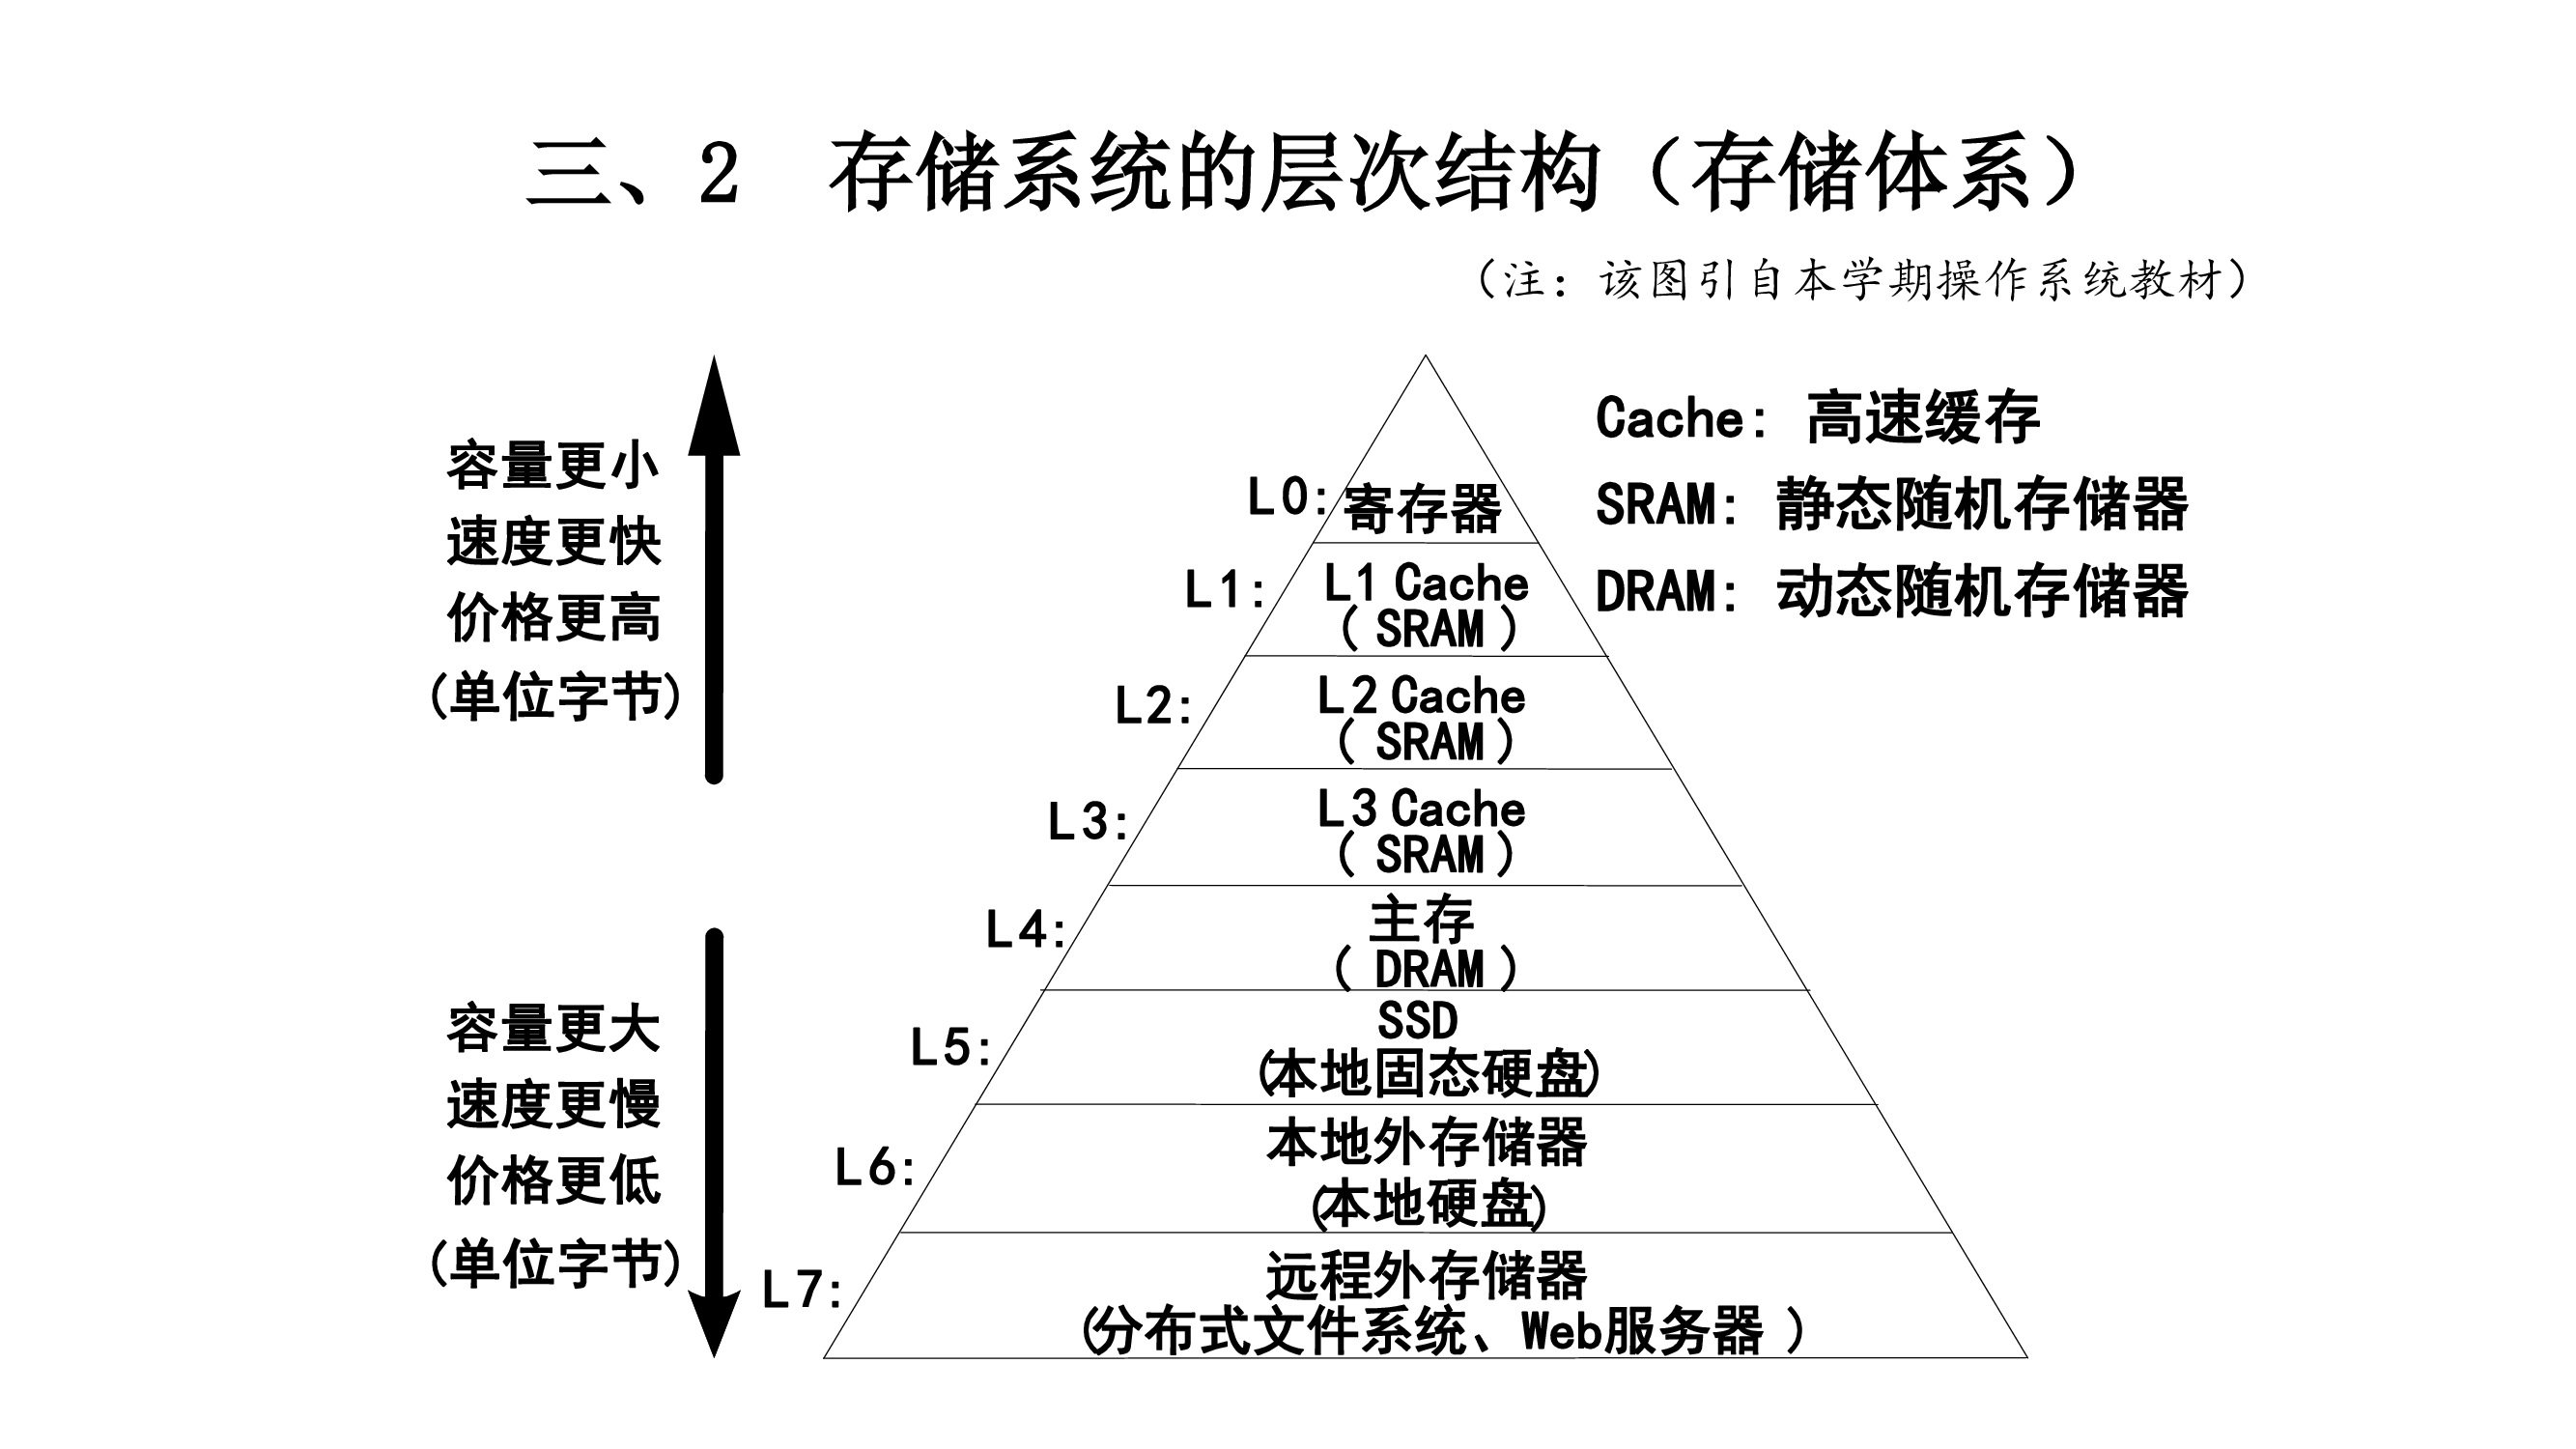 三、2 存储系统的层次结构（存储体系）
（注：该图引自本学期操作系统教材）
容量更小
速度更快
价格更高
(单位字节)
容量更大
速度更慢
价格更低
(单位字节)
L0: 寄存器
L1: L1 Cache
( SRAM )
L2: L2 Cache
( SRAM )
L3: L3 Cache
( SRAM )
L4: 主存
( DRAM )
L5: SSD
(本地固态硬盘)
L6: 本地外存储器
(本地硬盘)
L7: 远程外存储器
(分布式文件系统、Web服务器 )
Cache: 高速缓存
SRAM: 静态随机存储器
DRAM: 动态随机存储器